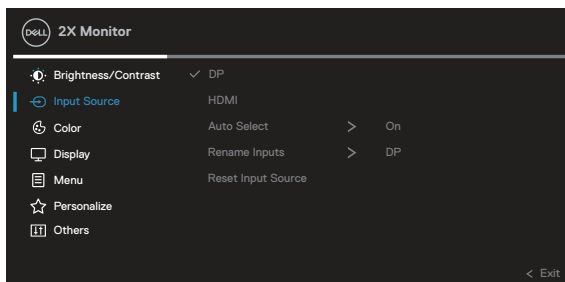 DELL 2X Monitor
Brightness/Contrast ✓ DP
Input Source HDMI
Color Auto Select > On
Display Rename Inputs > DP
Menu Reset Input Source
Personalize
Others
< Exit